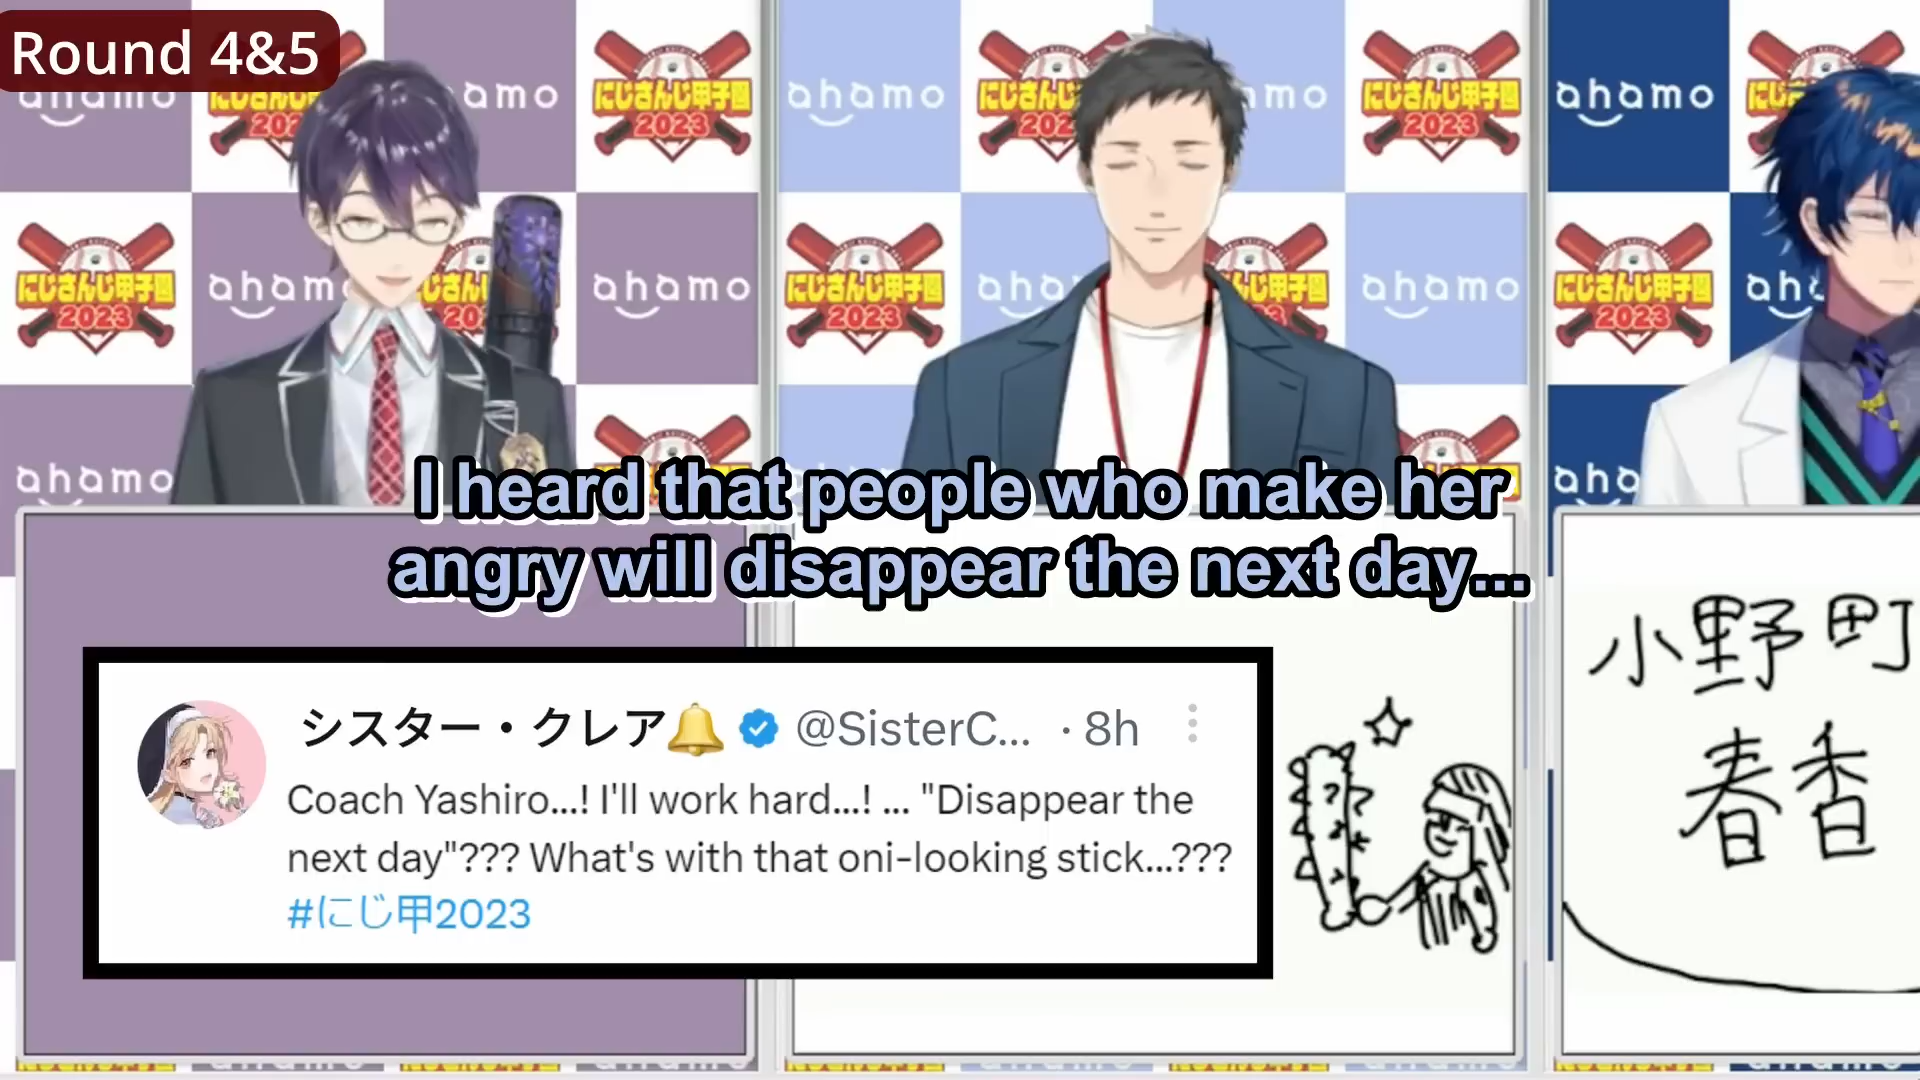 Round 4&5
ahamo
にじさんじ甲子園
2023
I heard that people who make her
angry will disappear the next day...
シスター・クレア🔔 @SisterC... · 8h
Coach Yashiro...! I'll work hard...! ... "Disappear the
next day"??? What's with that oni-looking stick...???
#にじ甲2023
小野町
春香